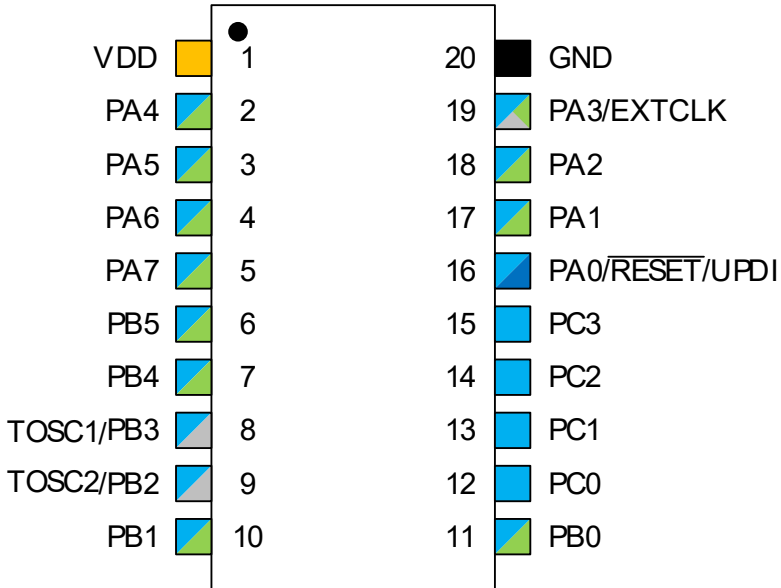 VDD 1 20 GND
PA4 2 19 PA3/EXTCLK
PA5 3 18 PA2
PA6 4 17 PA1
PA7 5 16 PA0/RESET/UPDI
PB5 6 15 PC3
PB4 7 14 PC2
TOSC1/PB3 8 13 PC1
TOSC2/PB2 9 12 PC0
PB1 10 11 PB0